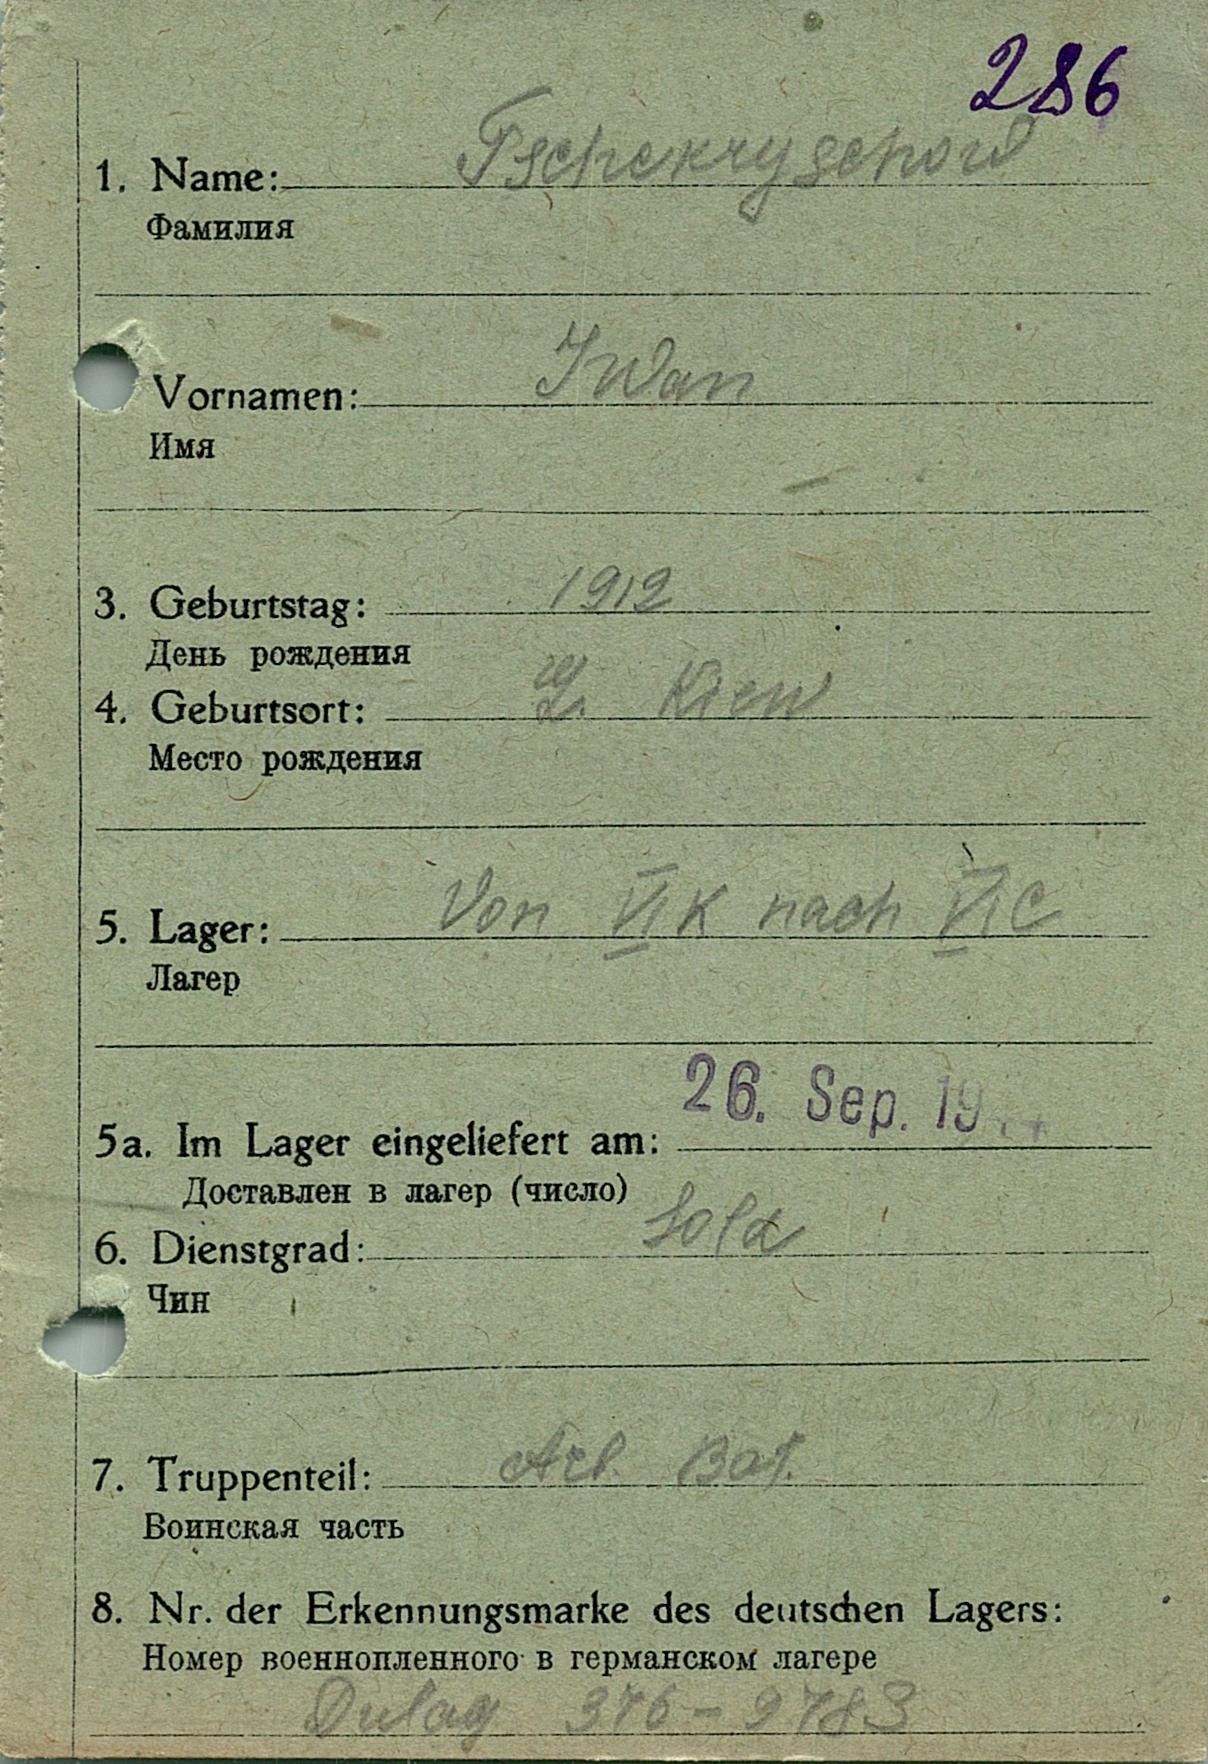 286
1. Name: Tschekryschow
Фамилия
Vornamen: Iwan
Имя
3. Geburtstag: 1912
День рождения
4. Geburtsort: Kiew
Место рождения
5. Lager: Von VI K nach VI C
Лагер
26. Sep. 19
5a. Im Lager eingeliefert am:
Доставлен в лагер (число)
6. Dienstgrad: Sold
Чин
7. Truppenteil: Arb. Bat.
Воинская часть
8. Nr. der Erkennungsmarke des deutschen Lagers:
Номер военнопленного в германском лагере
Dulag 376 - 9783